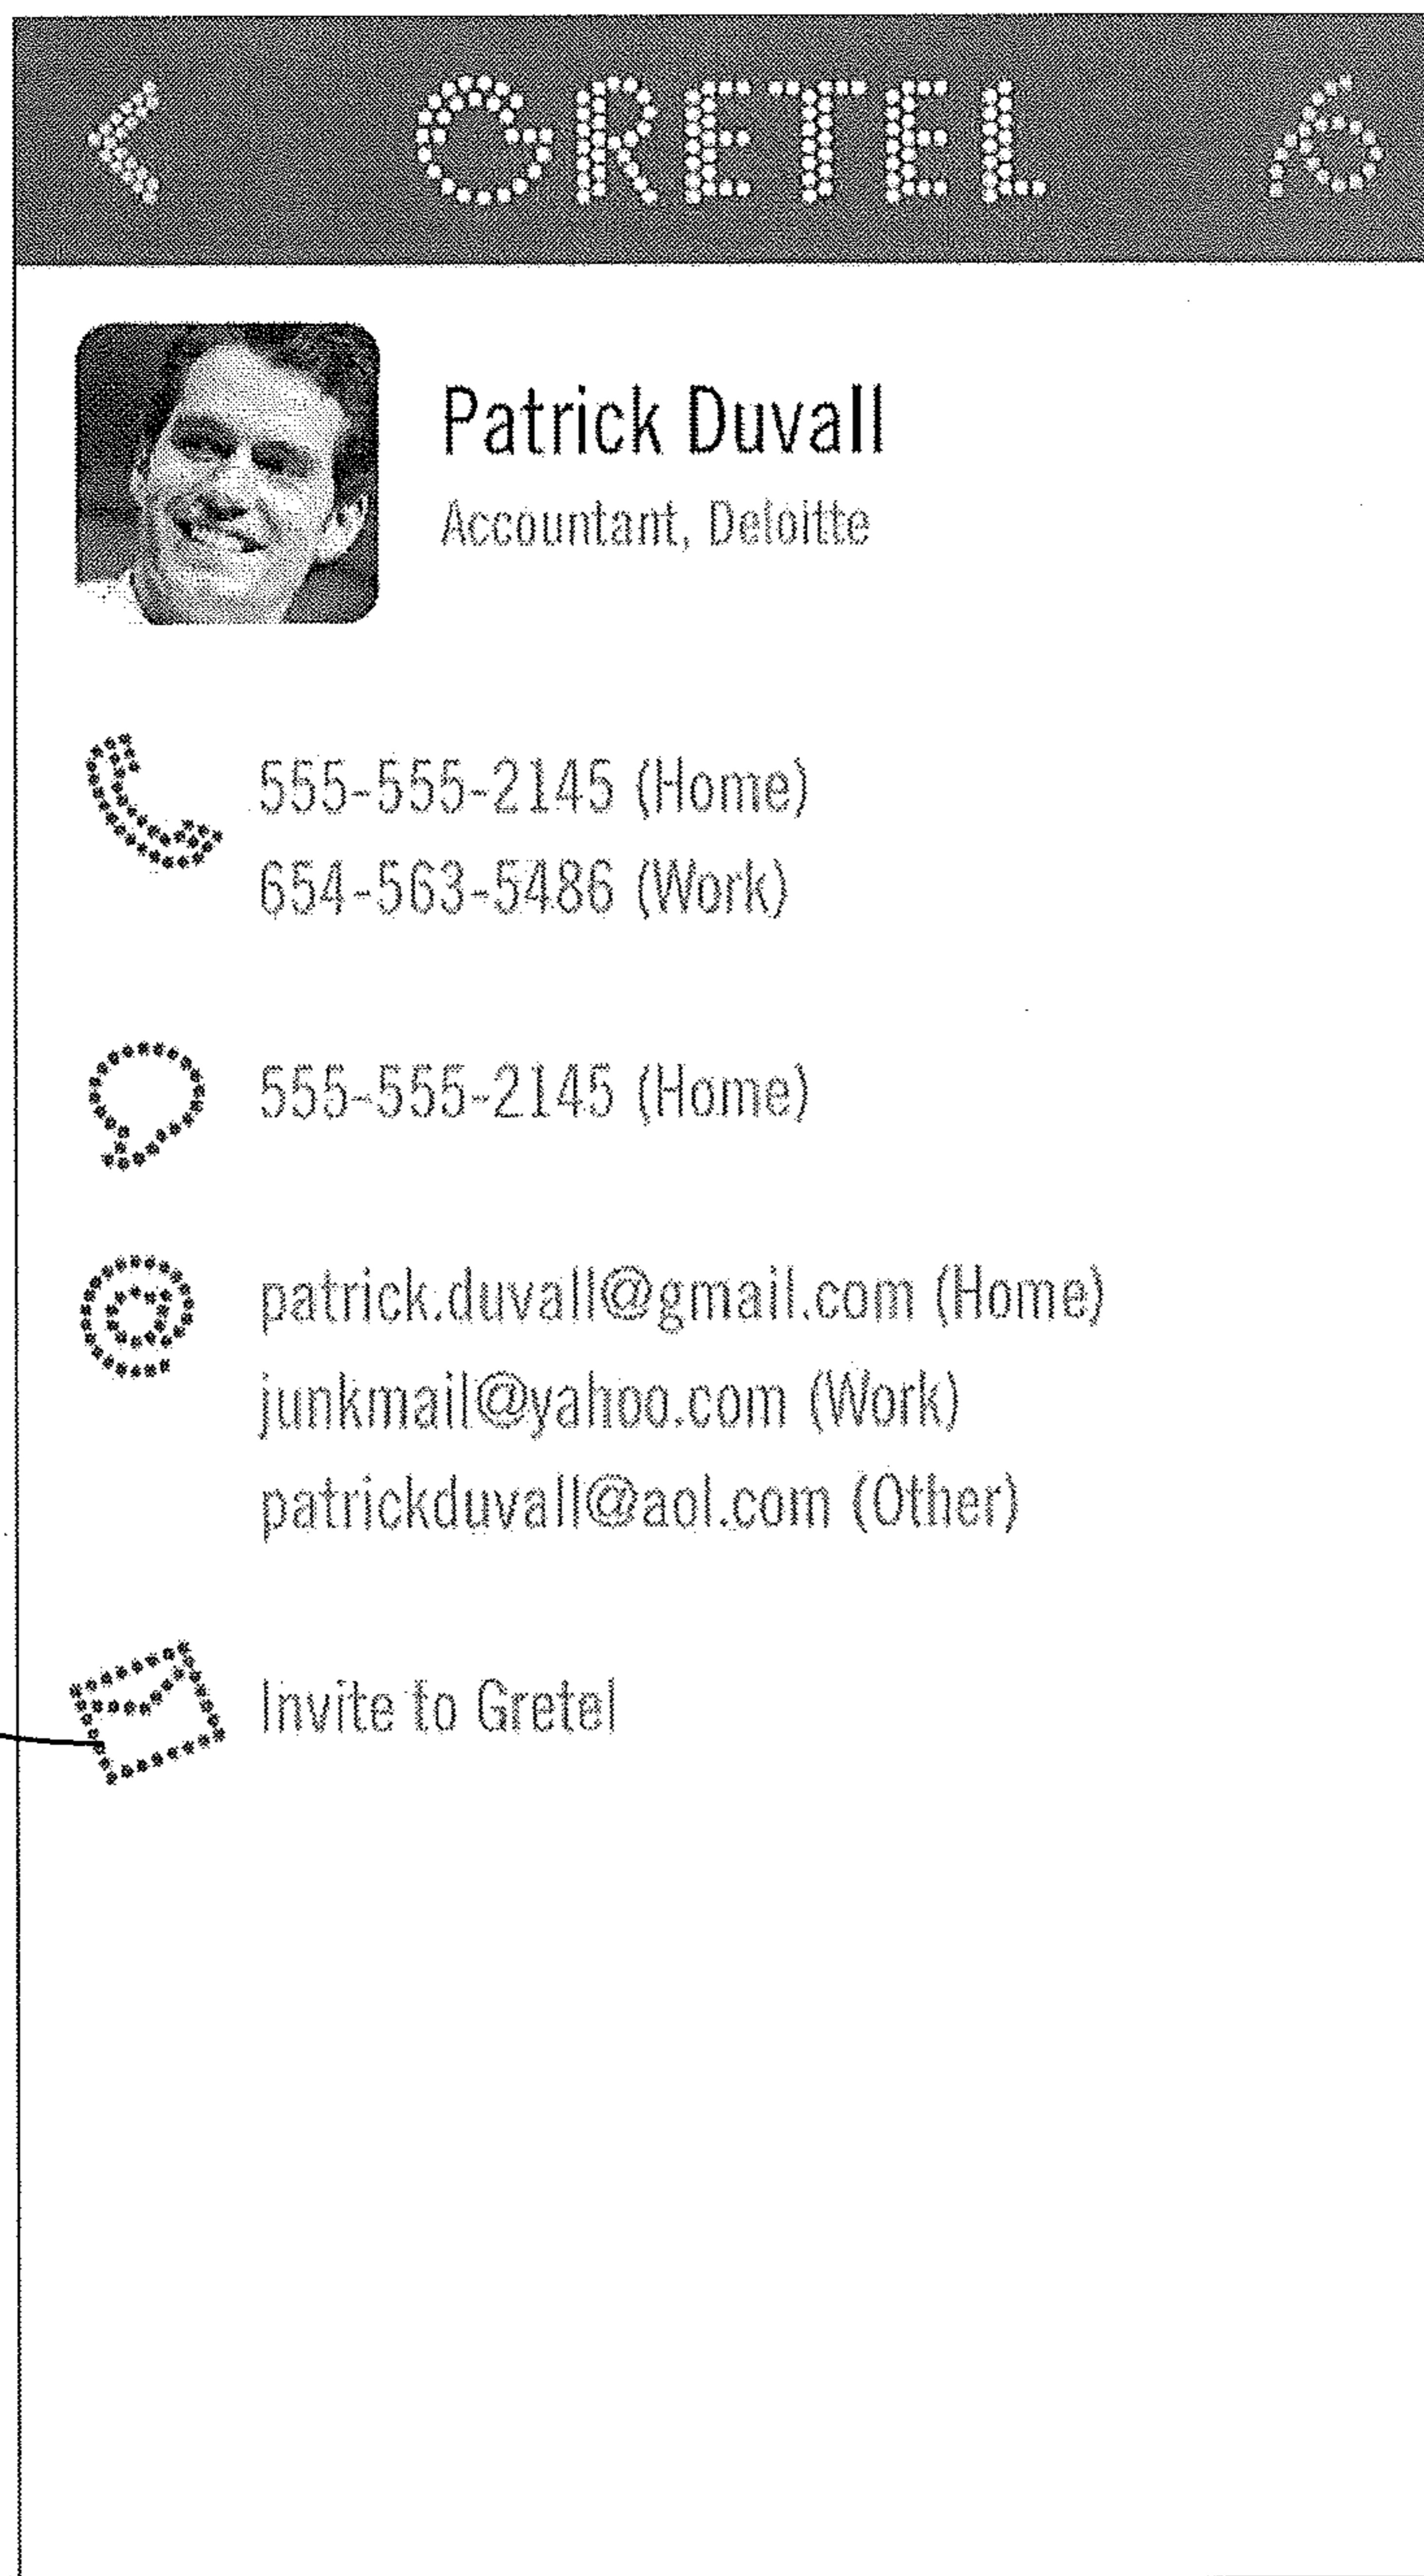 GRETEL
Patrick Duvall
Accountant, Deloitte
555-555-2145 (Home)
654-563-5486 (Work)
555-555-2145 (Home)
patrick.duvall@gmail.com (Home)
junkmail@yahoo.com (Work)
patrickduvall@aol.com (Other)
Invite to Gretel